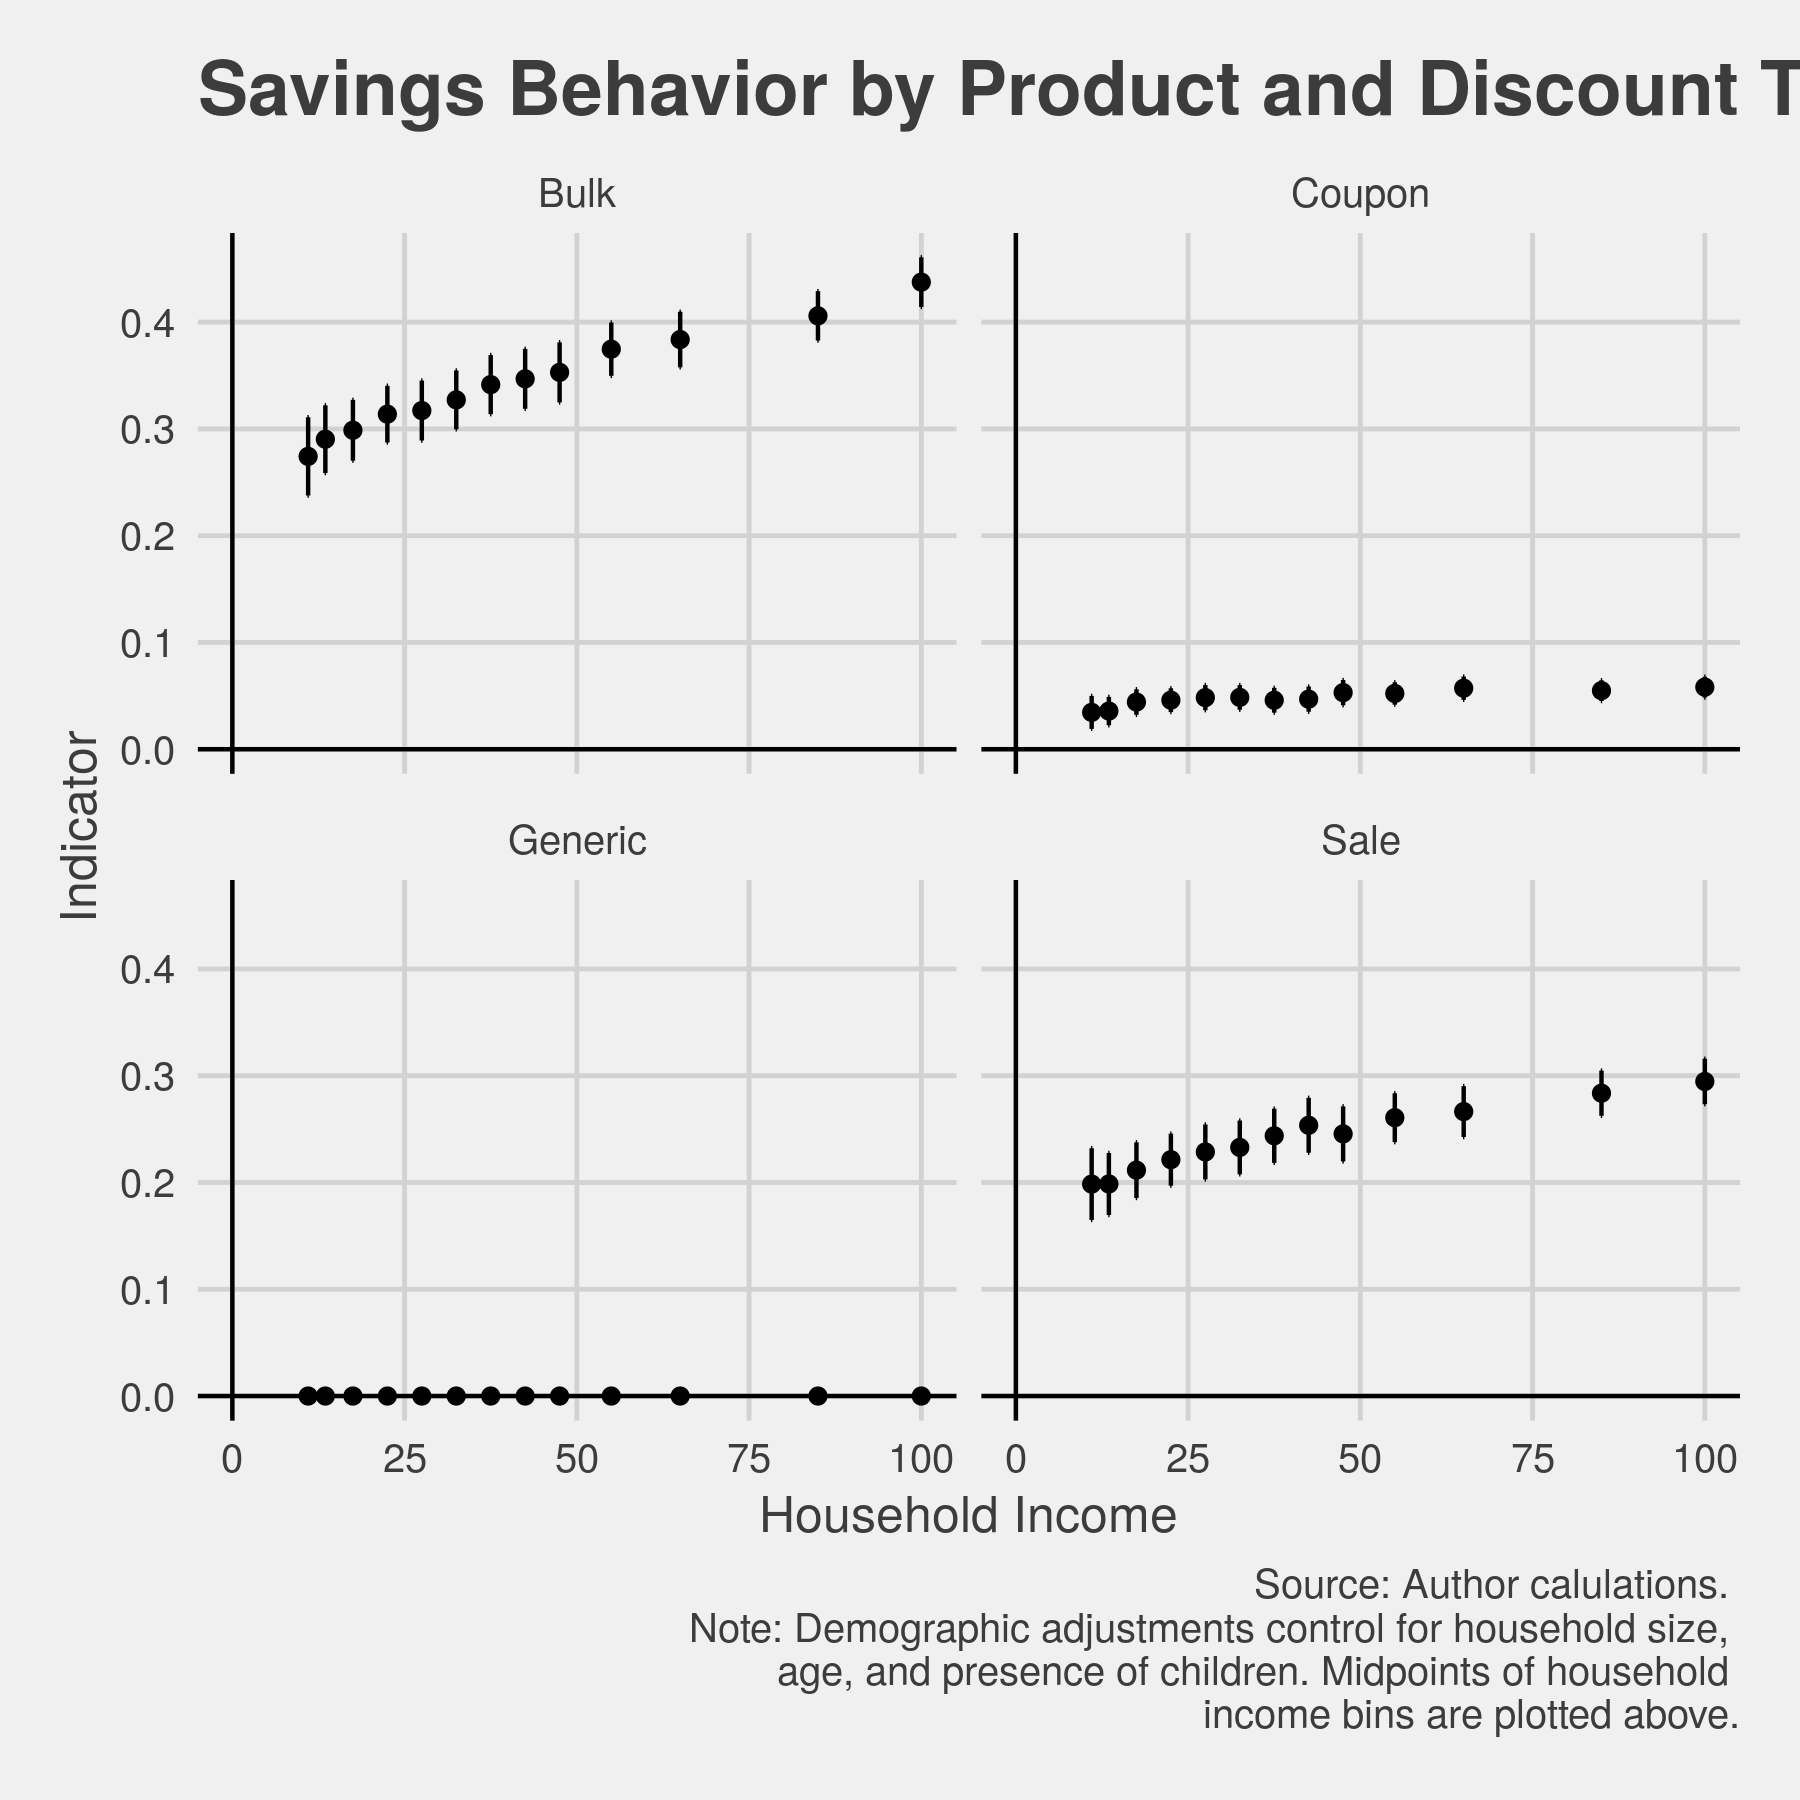 Savings Behavior by Product and Discount T
Bulk
Coupon
0.4
0.3
0.2
0.1
0.0
Generic
Sale
0.4
0.3
0.2
0.1
0.0
0 25 50 75 100
0 25 50 75 100
Indicator
Household Income
Source: Author calulations.
Note: Demographic adjustments control for household size,
age, and presence of children. Midpoints of household
income bins are plotted above.